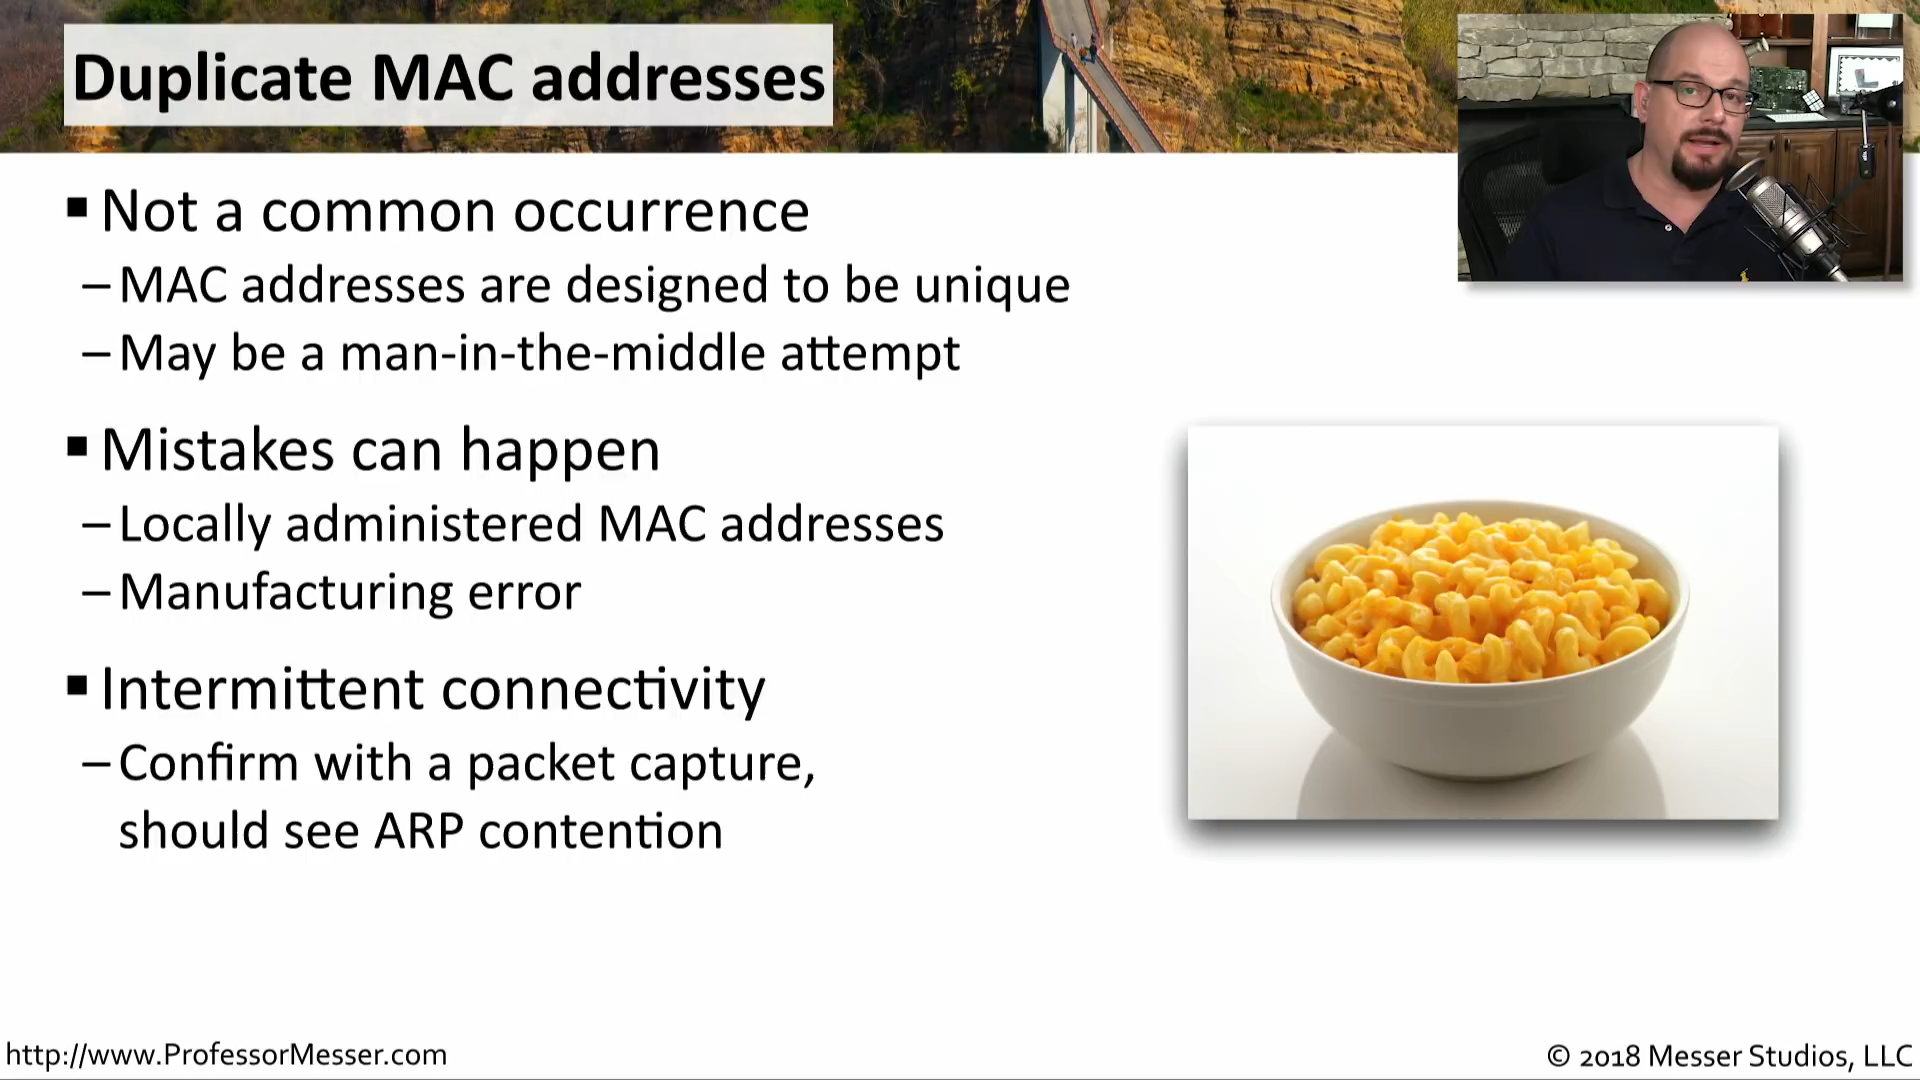 Duplicate MAC addresses
▪ Not a common occurrence
– MAC addresses are designed to be unique
– May be a man-in-the-middle attempt
▪ Mistakes can happen
– Locally administered MAC addresses
– Manufacturing error
▪ Intermittent connectivity
– Confirm with a packet capture,
should see ARP contention
http://www.ProfessorMesser.com
© 2018 Messer Studios, LLC